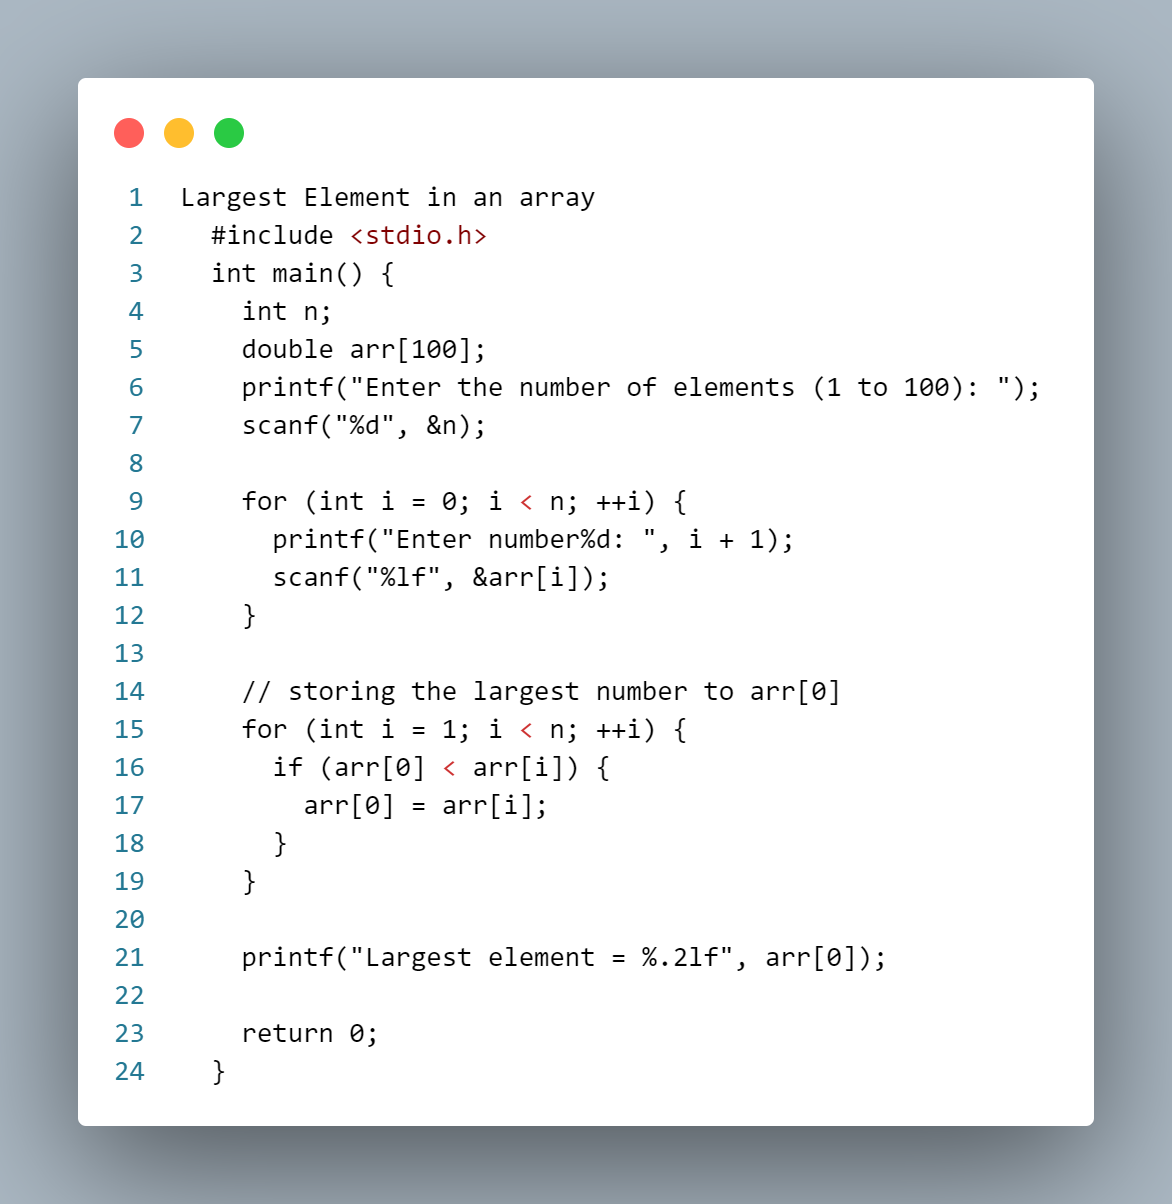 1 Largest Element in an array
2 #include <stdio.h>
3 int main() {
4 int n;
5 double arr[100];
6 printf("Enter the number of elements (1 to 100): ");
7 scanf("%d", &n);
8
9 for (int i = 0; i < n; ++i) {
10 printf("Enter number%d: ", i + 1);
11 scanf("%lf", &arr[i]);
12 }
13
14 // storing the largest number to arr[0]
15 for (int i = 1; i < n; ++i) {
16 if (arr[0] < arr[i]) {
17 arr[0] = arr[i];
18 }
19 }
20
21 printf("Largest element = %.2lf", arr[0]);
22
23 return 0;
24 }